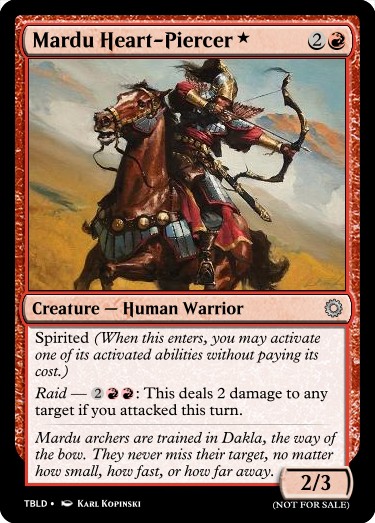 Mardu Heart-Piercer★ 2
Creature — Human Warrior
Spirited (When this enters, you may activate
one of its activated abilities without paying its
cost.)
Raid — 2: This deals 2 damage to any
target if you attacked this turn.
Mardu archers are trained in Dakla, the way of
the bow. They never miss their target, no matter
how small, how fast, or how far away.
2/3
TBLD • Karl Kopinski
(NOT FOR SALE)